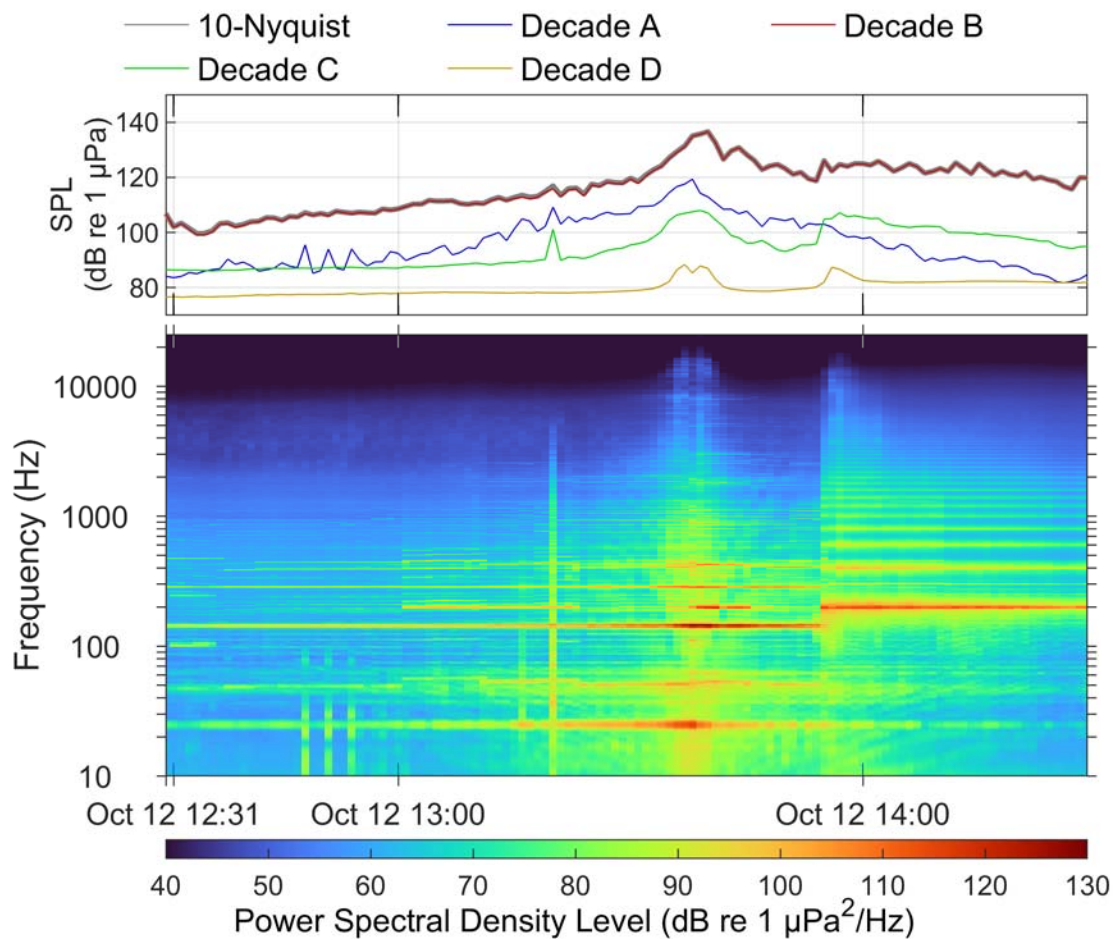 10-Nyquist Decade A Decade B
Decade C Decade D
SPL
(dB re 1 µPa)
140
120
100
80
Frequency (Hz)
10000
1000
100
10
Oct 12 12:31 Oct 12 13:00 Oct 12 14:00
40 50 60 70 80 90 100 110 120 130
Power Spectral Density Level (dB re 1 µPa²/Hz)